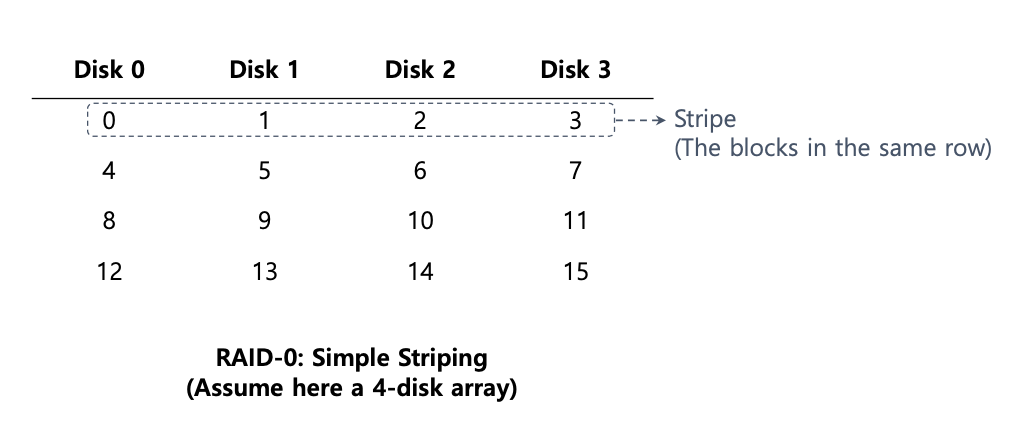 Disk 0 Disk 1 Disk 2 Disk 3
0 1 2 3
Stripe
(The blocks in the same row)
4 5 6 7
8 9 10 11
12 13 14 15
RAID-0: Simple Striping
(Assume here a 4-disk array)